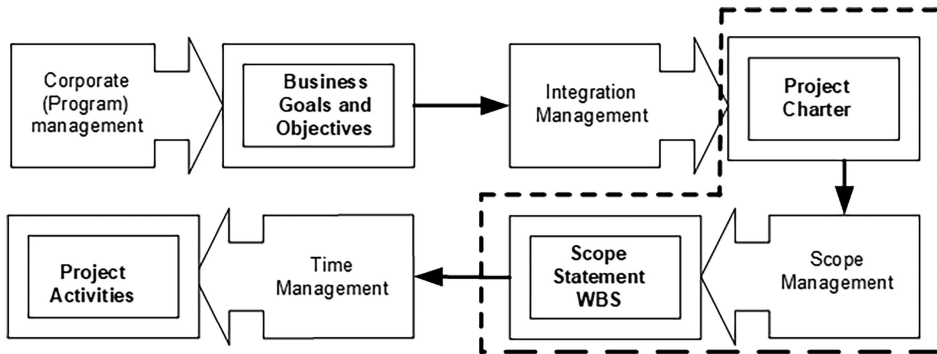 Corporate
(Program)
management
Business
Goals and
Objectives
Integration
Management
Project
Charter
Project
Activities
Time
Management
Scope
Statement
WBS
Scope
Management